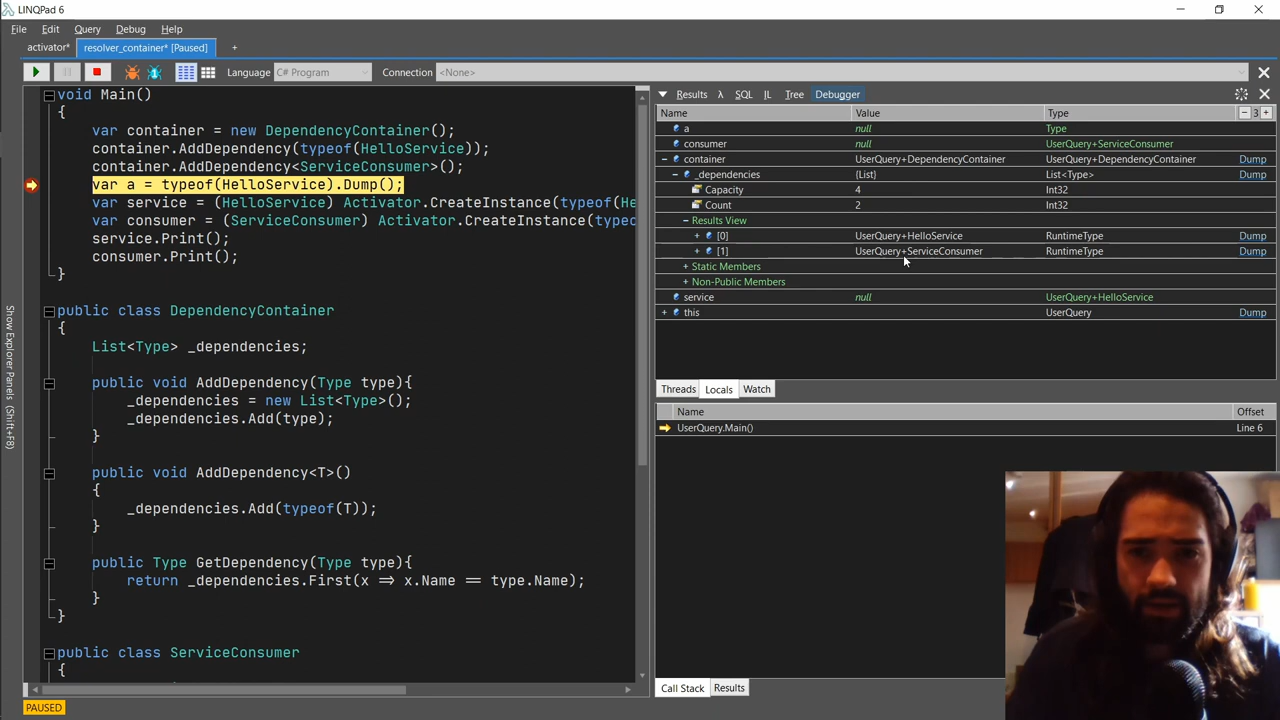 LINQPad 6
File Edit Query Debug Help
activator* resolver_container* [Paused] +
Language C# Program Connection <None>
void Main()
{
var container = new DependencyContainer();
container.AddDependency(typeof(HelloService));
container.AddDependency<ServiceConsumer>();
var a = typeof(HelloService).Dump();
var service = (HelloService) Activator.CreateInstance(typeof(He
var consumer = (ServiceConsumer) Activator.CreateInstance(typeo
service.Print();
consumer.Print();
}
public class DependencyContainer
{
List<Type> _dependencies;
public void AddDependency(Type type){
_dependencies = new List<Type>();
_dependencies.Add(type);
}
public void AddDependency<T>()
{
_dependencies.Add(typeof(T));
}
public Type GetDependency(Type type){
return _dependencies.First(x => x.Name == type.Name);
}
}
public class ServiceConsumer
{
Show Explorer Panels (Shift+F8)
PAUSED
Results λ SQL IL Tree Debugger
Name Value Type 3
a null Type
consumer null UserQuery+ServiceConsumer
container UserQuery+DependencyContainer UserQuery+DependencyContainer Dump
_dependencies {List} List<Type> Dump
Capacity 4 Int32
Count 2 Int32
Results View
[0] UserQuery+HelloService RuntimeType Dump
[1] UserQuery+ServiceConsumer RuntimeType Dump
Static Members
Non-Public Members
service null UserQuery+HelloService
this UserQuery Dump
Threads Locals Watch
Name Offset
UserQuery.Main() Line 6
Call Stack Results